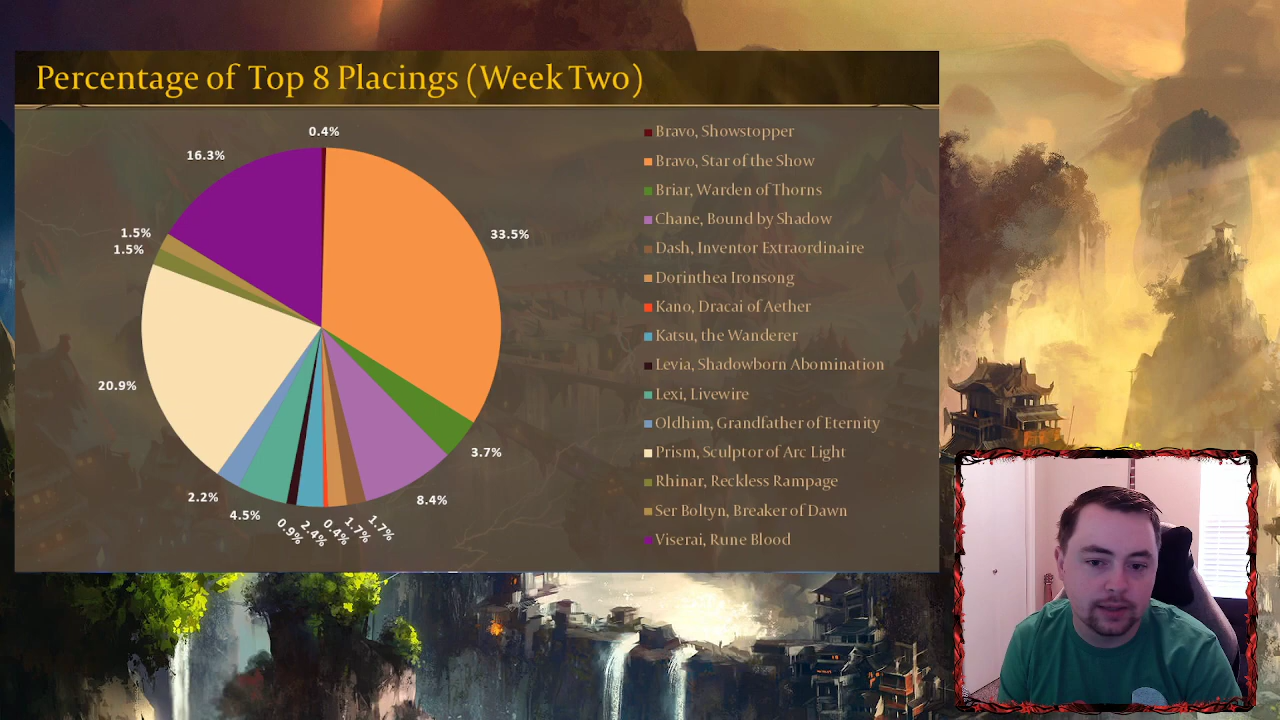 Percentage of Top 8 Placings (Week Two)
0.4%
16.3%
33.5%
1.5%
1.5%
20.9%
3.7%
8.4%
2.2%
4.5%
0.9%
2.4%
0.4%
1.7%
1.7%
Bravo, Showstopper
Bravo, Star of the Show
Briar, Warden of Thorns
Chane, Bound by Shadow
Dash, Inventor Extraordinaire
Dorinthea Ironsong
Kano, Dracai of Aether
Katsu, the Wanderer
Levia, Shadowborn Abomination
Lexi, Livewire
Oldhim, Grandfather of Eternity
Prism, Sculptor of Arc Light
Rhinar, Reckless Rampage
Ser Boltyn, Breaker of Dawn
Viserai, Rune Blood